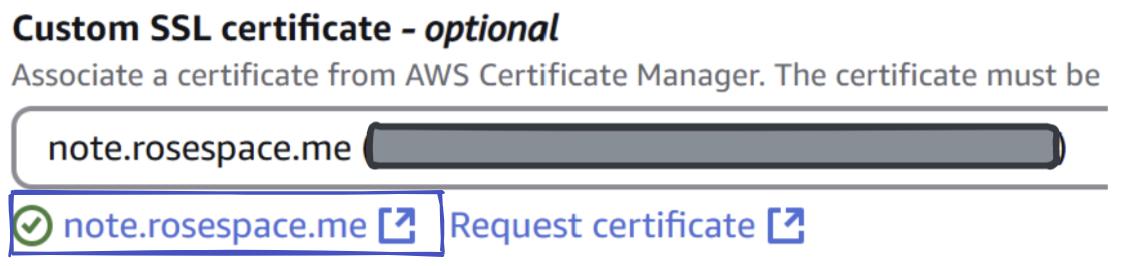 Custom SSL certificate - optional
Associate a certificate from AWS Certificate Manager. The certificate must be
note.rosespace.me ( )
note.rosespace.me Request certificate